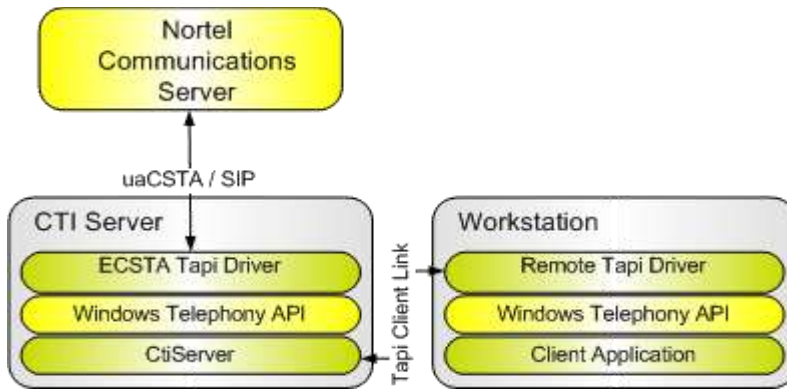 Nortel
Communications
Server
uaCSTA / SIP
CTI Server
ECSTA Tapi Driver
Windows Telephony API
CtiServer
Tapi Client Link
Workstation
Remote Tapi Driver
Windows Telephony API
Client Application